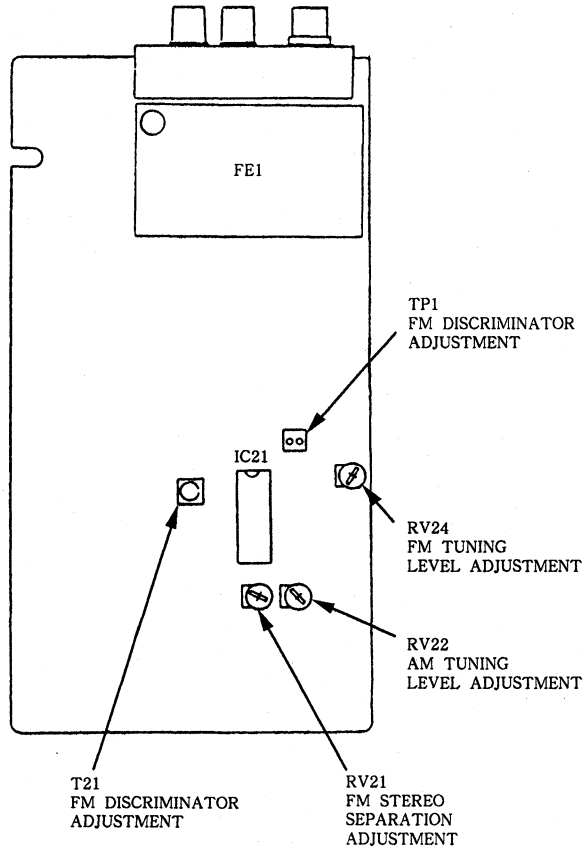 FE1
TP1
FM DISCRIMINATOR
ADJUSTMENT
IC21
RV24
FM TUNING
LEVEL ADJUSTMENT
RV22
AM TUNING
LEVEL ADJUSTMENT
T21
FM DISCRIMINATOR
ADJUSTMENT
RV21
FM STEREO
SEPARATION
ADJUSTMENT